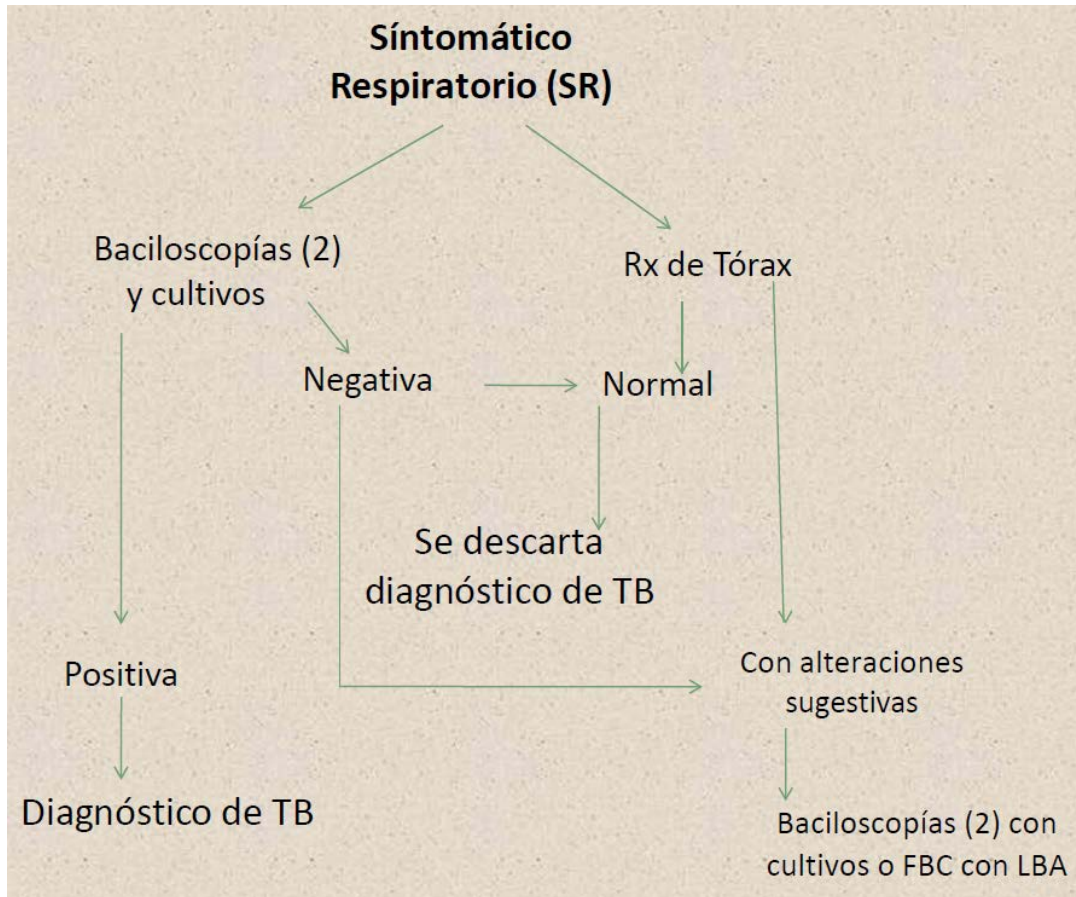 Síntomático
Respiratorio (SR)
Baciloscopías (2)
y cultivos
Rx de Tórax
Negativa
Normal
Se descarta
diagnóstico de TB
Positiva
Con alteraciones
sugestivas
Diagnóstico de TB
Baciloscopías (2) con
cultivos o FBC con LBA